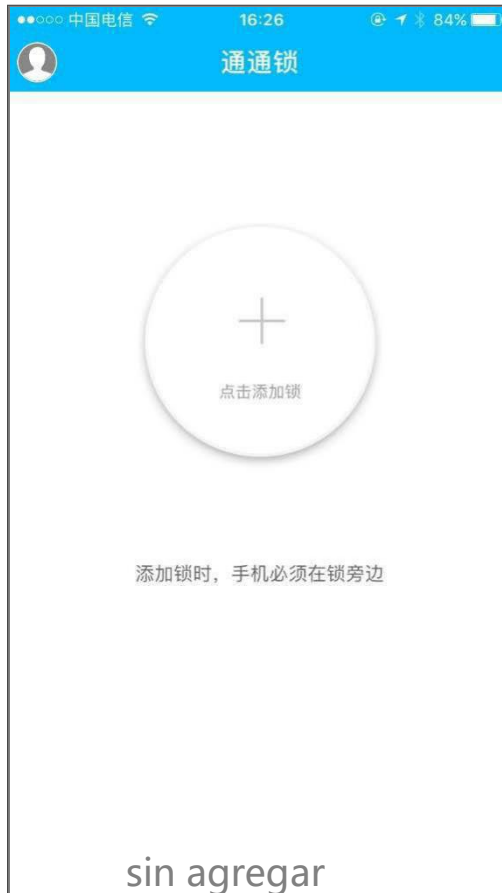 中国电信 16:26 84%
通通锁
点击添加锁
添加锁时，手机必须在锁旁边
sin agregar